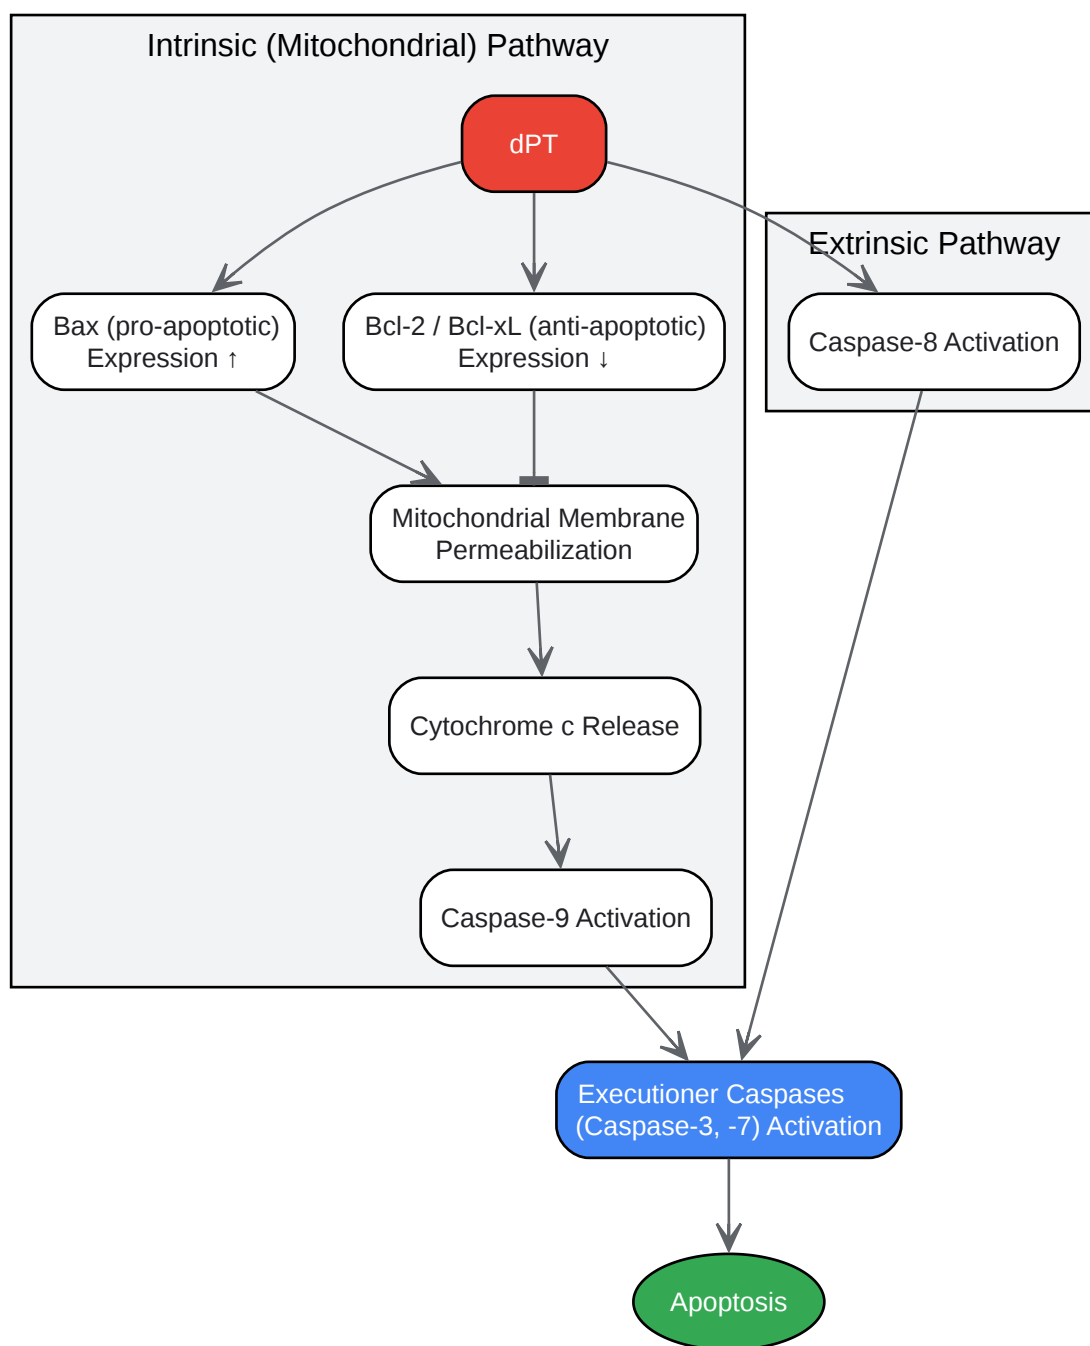 Intrinsic (Mitochondrial) Pathway
dPT
Extrinsic Pathway
Bax (pro-apoptotic)
Expression ↑
Bcl-2 / Bcl-xL (anti-apoptotic)
Expression ↓
Caspase-8 Activation
Mitochondrial Membrane
Permeabilization
Cytochrome c Release
Caspase-9 Activation
Executioner Caspases
(Caspase-3, -7) Activation
Apoptosis